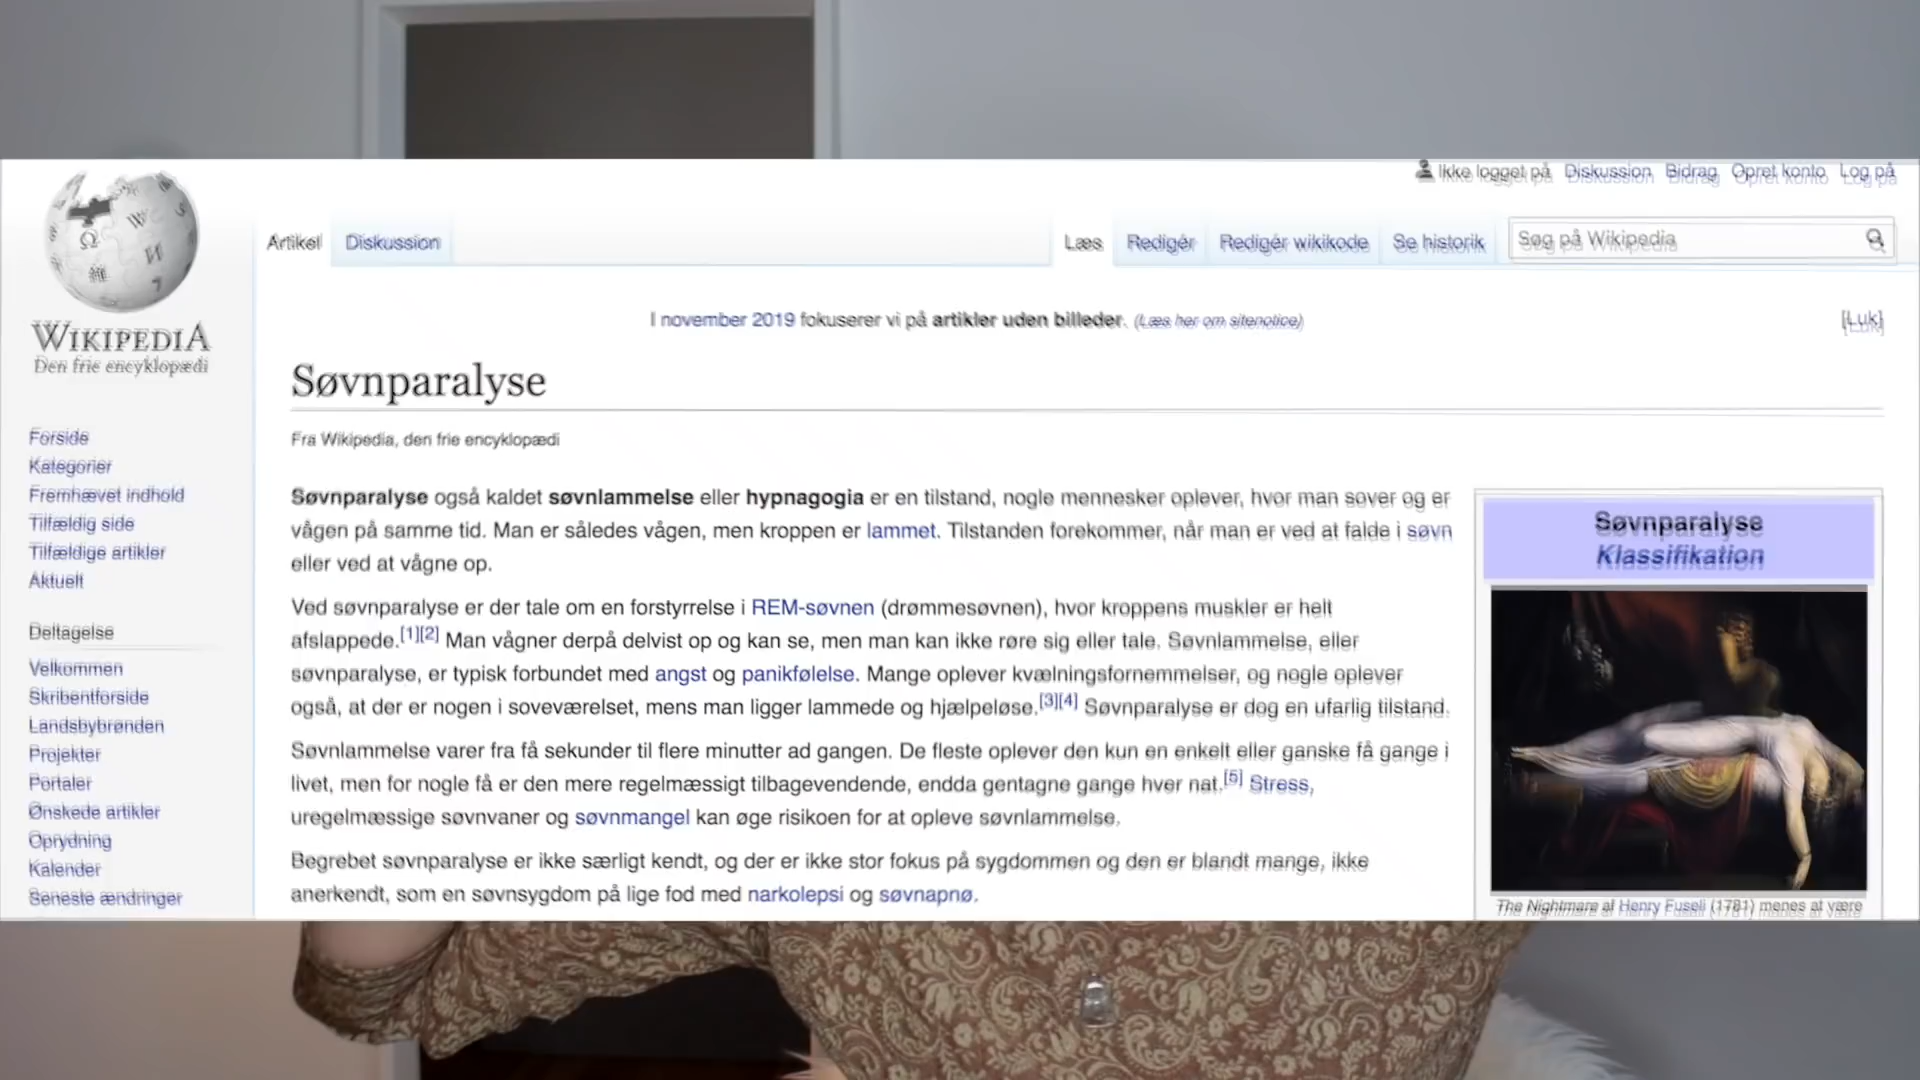 Ikke logget på Diskussion Bidrag Opret konto Log på
Artikel Diskussion Læs Redigér Redigér wikikode Se historik Søg på Wikipedia
WIKIPEDIA
Den frie encyklopædi
I november 2019 fokuserer vi på artikler uden billeder. (Læs her om sitenotice)
[Luk]
Søvnparalyse
Fra Wikipedia, den frie encyklopædi
Forside
Kategorier
Fremhævet indhold
Tilfældig side
Tilfældige artikler
Aktuelt
Deltagelse
Velkommen
Skribentforside
Landsbybrønden
Projekter
Portaler
Ønskede artikler
Oprydning
Kalender
Seneste ændringer
Søvnparalyse også kaldet søvnlammelse eller hypnagogia er en tilstand, nogle mennesker oplever, hvor man sover og er
vågen på samme tid. Man er således vågen, men kroppen er lammet. Tilstanden forekommer, når man er ved at falde i søvn
eller ved at vågne op.
Ved søvnparalyse er der tale om en forstyrrelse i REM-søvnen (drømmesøvnen), hvor kroppens muskler er helt
afslappede.[1][2] Man vågner derpå delvist op og kan se, men man kan ikke røre sig eller tale. Søvnlammelse, eller
søvnparalyse, er typisk forbundet med angst og panikfølelse. Mange oplever kvælningsfornemmelser, og nogle oplever
også, at der er nogen i soveværelset, mens man ligger lammede og hjælpeløse.[3][4] Søvnparalyse er dog en ufarlig tilstand.
Søvnlammelse varer fra få sekunder til flere minutter ad gangen. De fleste oplever den kun en enkelt eller ganske få gange i
livet, men for nogle få er den mere regelmæssigt tilbagevendende, endda gentagne gange hver nat.[5] Stress,
uregelmæssige søvnvaner og søvnmangel kan øge risikoen for at opleve søvnlammelse.
Begrebet søvnparalyse er ikke særligt kendt, og der er ikke stor fokus på sygdommen og den er blandt mange, ikke
anerkendt, som en søvnsygdom på lige fod med narkolepsi og søvnapnø.
Søvnparalyse
Klassifikation
The Nightmare af Henry Fuseli (1781) menes at være